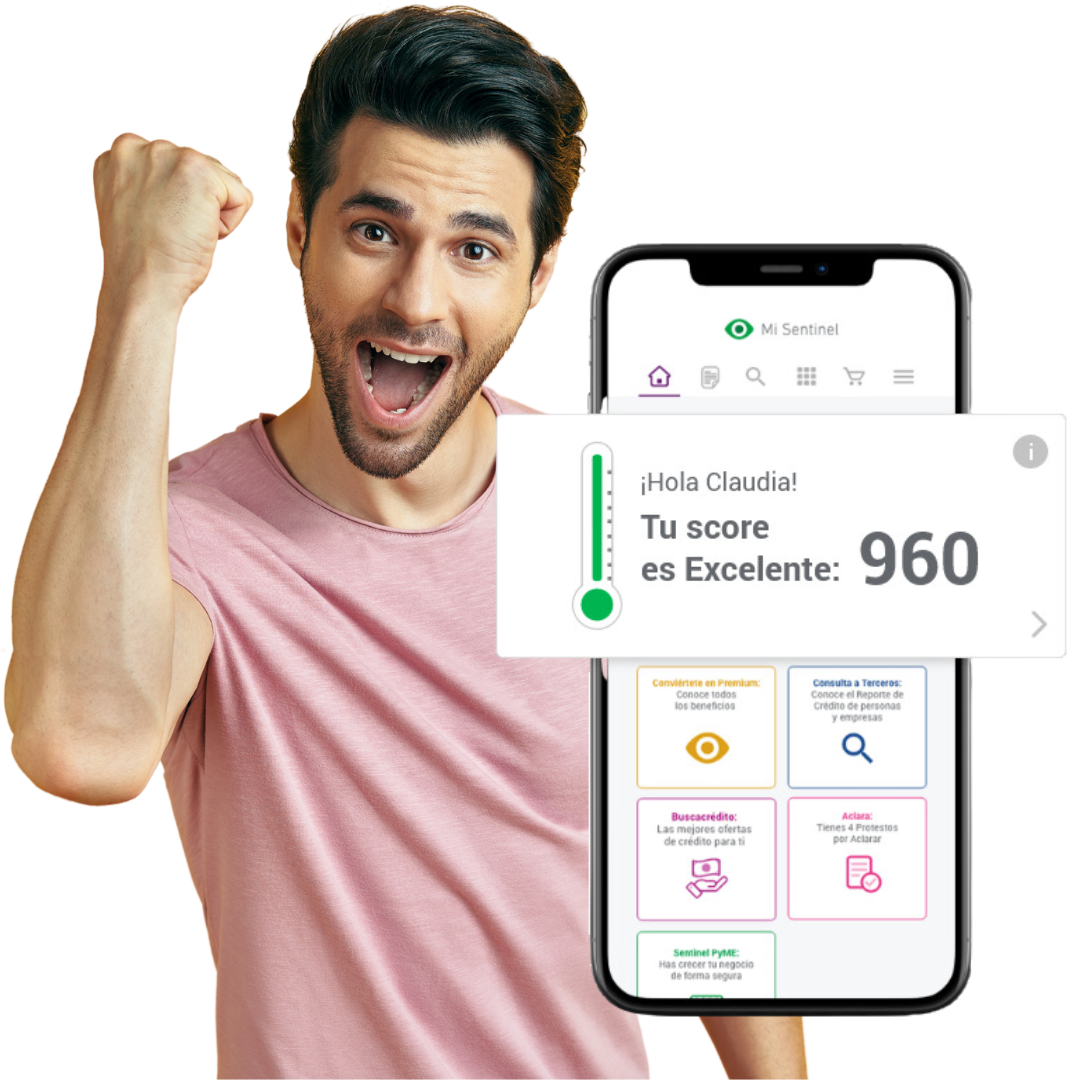 Mi Sentinel
i
¡Hola Claudia!
Tu score
es Excelente:
960
Conviértete en Premium:
Conoce todos
los beneficios
Consulta a Terceros:
Conoce el Reporte de
Crédito de personas
y empresas
Buscacrédito:
Las mejores ofertas
de crédito para ti
Aclara:
Tienes 4 Protestos
por Aclarar
Sentinel PyME:
Has crecer tu negocio
de forma segura